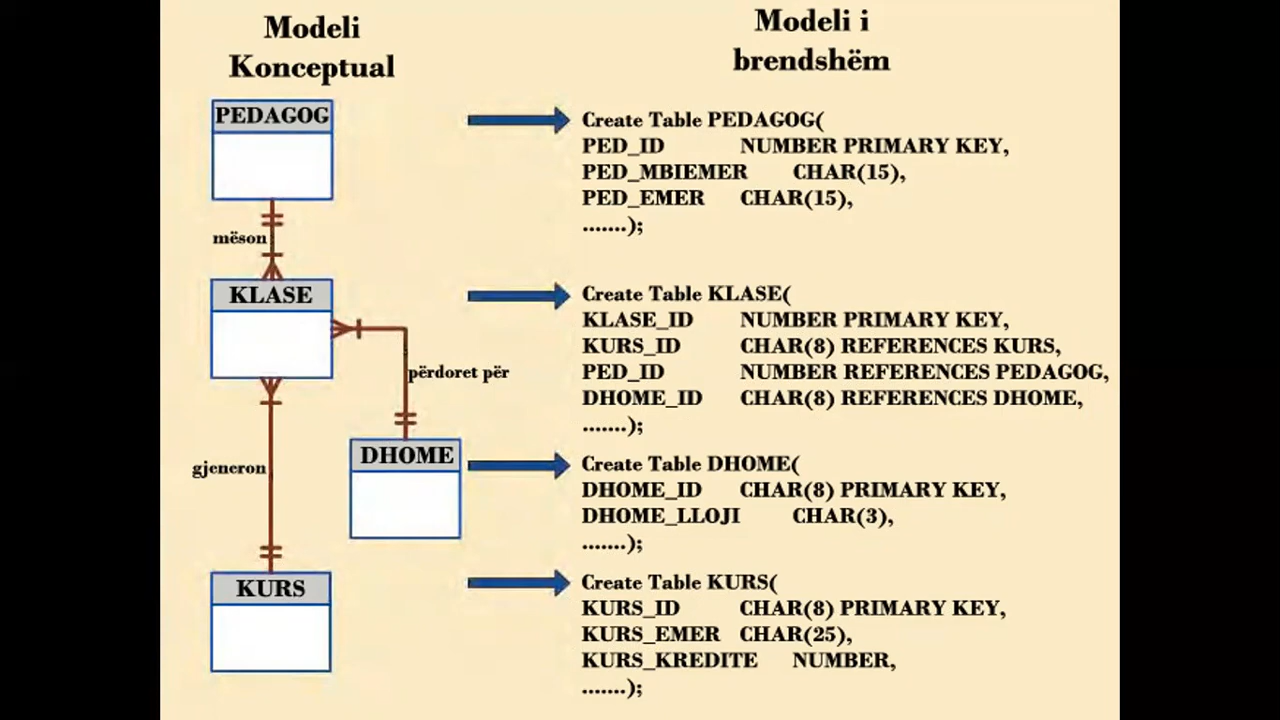 Modeli
Konceptual
PEDAGOG
mëson
KLASE
përdoret për
gjeneron
DHOME
KURS
Modeli i
brendshëm
Create Table PEDAGOG(
PED_ID NUMBER PRIMARY KEY,
PED_MBIEMER CHAR(15),
PED_EMER CHAR(15),
.......);
Create Table KLASE(
KLASE_ID NUMBER PRIMARY KEY,
KURS_ID CHAR(8) REFERENCES KURS,
PED_ID NUMBER REFERENCES PEDAGOG,
DHOME_ID CHAR(8) REFERENCES DHOME,
.......);
Create Table DHOME(
DHOME_ID CHAR(8) PRIMARY KEY,
DHOME_LLOJI CHAR(3),
.......);
Create Table KURS(
KURS_ID CHAR(8) PRIMARY KEY,
KURS_EMER CHAR(25),
KURS_KREDITE NUMBER,
.......);